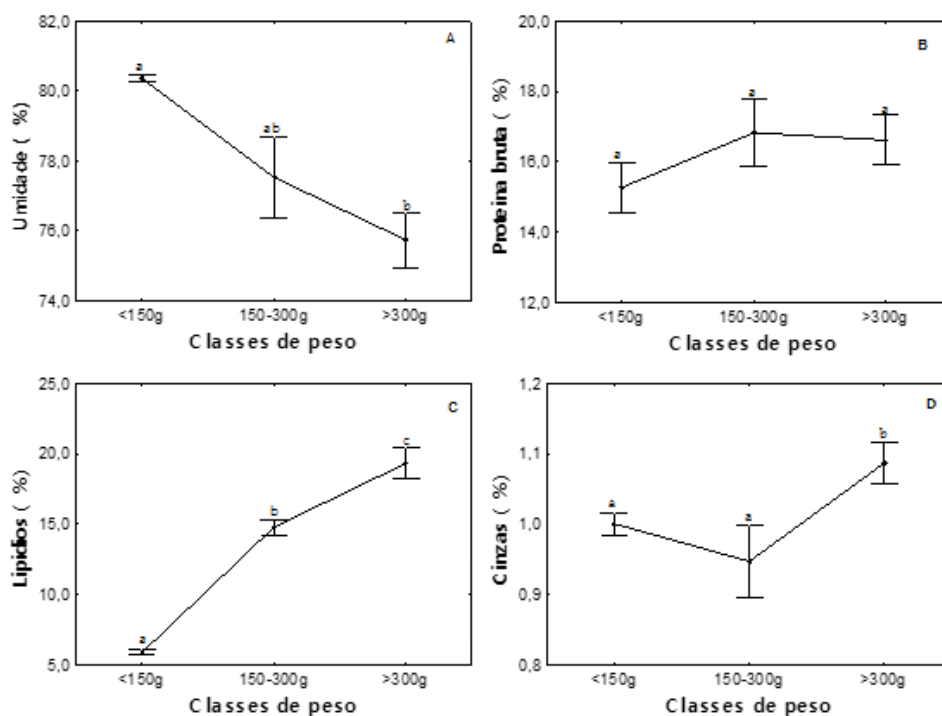 82,0
80,0
78,0
76,0
74,0
Umidade ( %)
A
a
ab
b
<150g
150-300g
>300g
Classes de peso
20,0
18,0
16,0
14,0
12,0
Proteina bruta ( %)
B
a
a
a
<150g
150-300g
>300g
Classes de peso
25,0
20,0
15,0
10,0
5,0
Lipidios ( %)
C
a
b
c
<150g
150-300g
>300g
Classes de peso
1,2
1,1
1,0
0,9
0,8
Cinzas ( %)
D
a
a
b
<150g
150-300g
>300g
Classes de peso